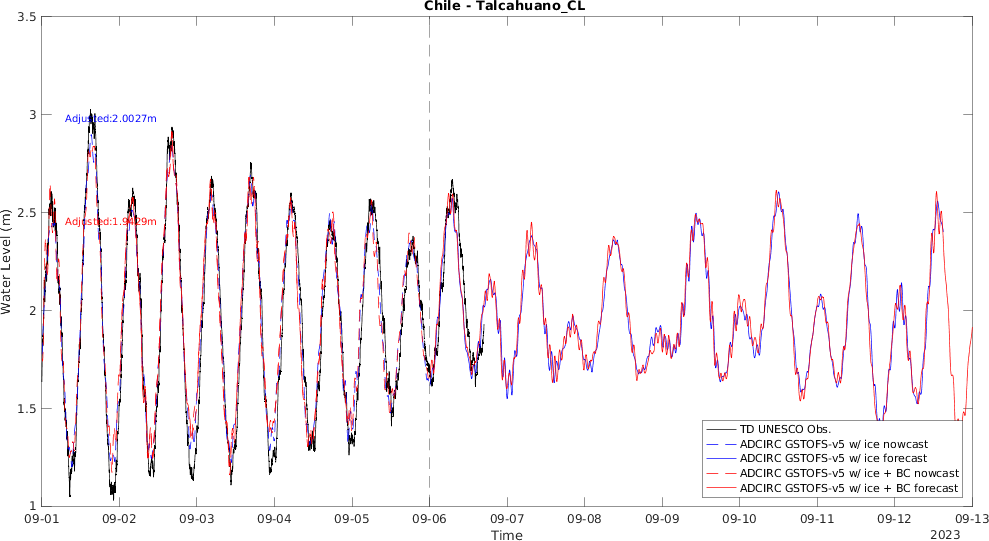 Chile - Talcahuano_CL
3.5
3
2.5
2
1.5
1
Water Level (m)
Adjusted:2.0027m
Adjusted:1.9429m
TD UNESCO Obs.
ADCIRC GSTOFS-v5 w/ ice nowcast
ADCIRC GSTOFS-v5 w/ ice forecast
ADCIRC GSTOFS-v5 w/ ice + BC nowcast
ADCIRC GSTOFS-v5 w/ ice + BC forecast
09-01 09-02 09-03 09-04 09-05 09-06 09-07 09-08 09-09 09-10 09-11 09-12 09-13
Time
2023